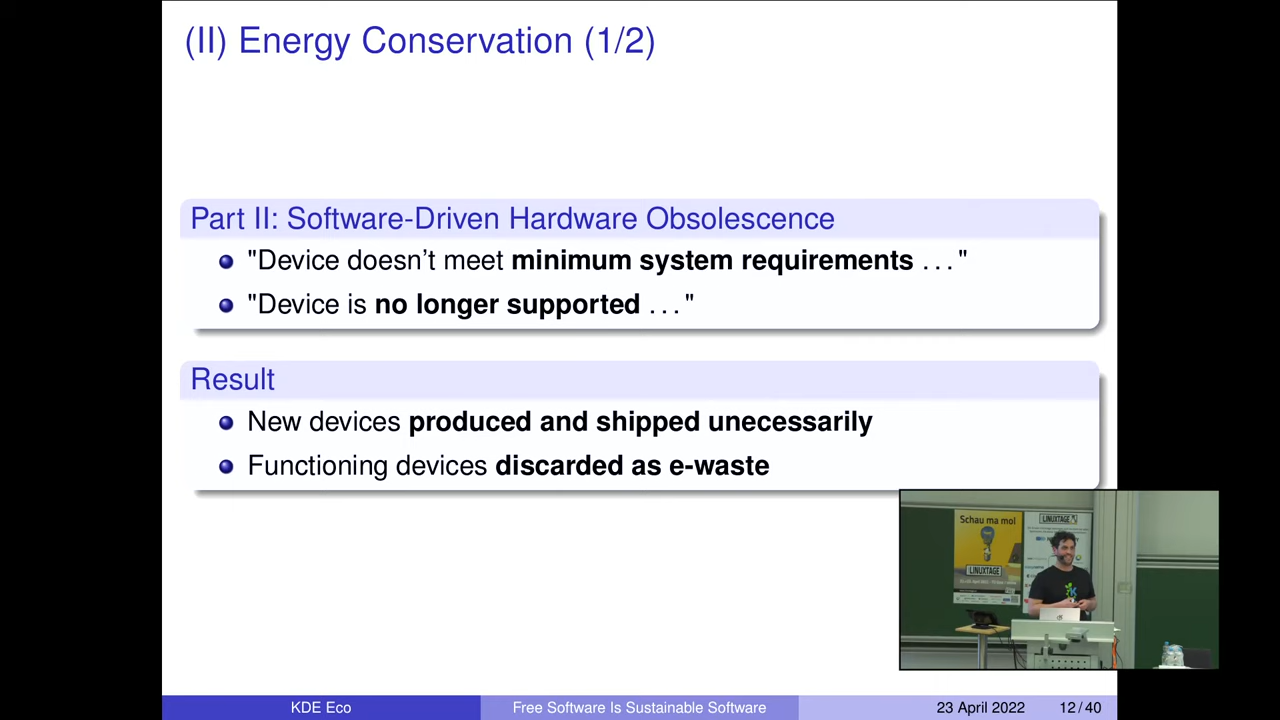 (II) Energy Conservation (1/2)
Part II: Software-Driven Hardware Obsolescence
"Device doesn't meet minimum system requirements . . . "
"Device is no longer supported . . . "
Result
New devices produced and shipped unecessarily
Functioning devices discarded as e-waste
Schau ma mol
LINUXTAGE
LINUXTAGE
KDE Eco
Free Software Is Sustainable Software
23 April 2022
12 / 40